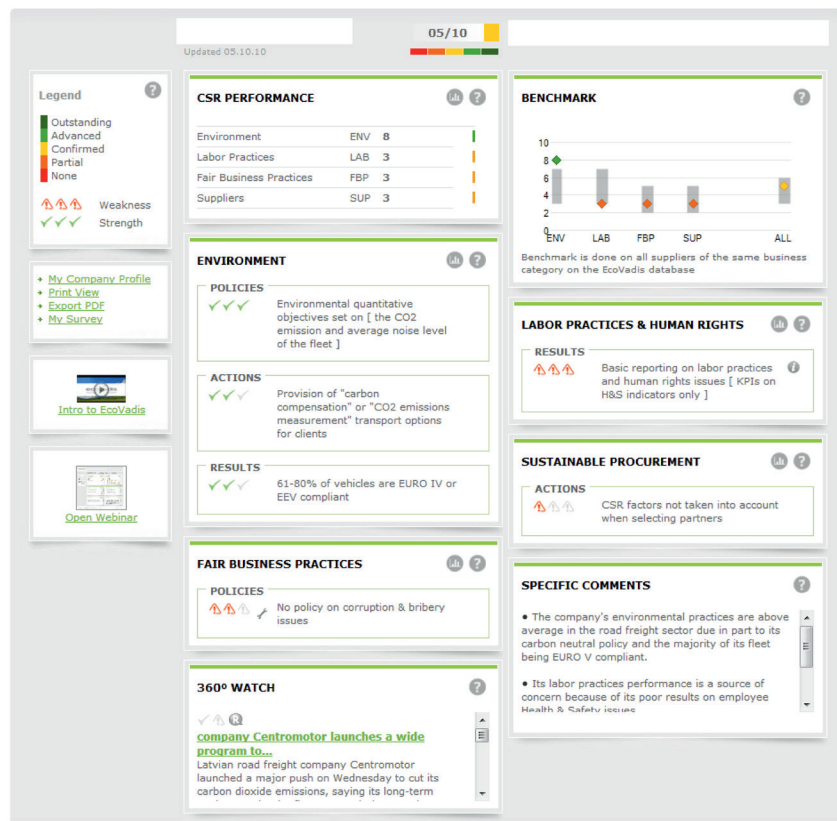 05/10
Updated 05.10.10
Legend
?
Outstanding
Advanced
Confirmed
Partial
None
Weakness
Strength
My Company Profile
Print View
Export PDF
My Survey
Intro to EcoVadis
Open Webinar
CSR PERFORMANCE ?
Environment ENV 8
Labor Practices LAB 3
Fair Business Practices FBP 3
Suppliers SUP 3
ENVIRONMENT ?
POLICIES
Environmental quantitative
objectives set on [ the CO2
emission and average noise level
of the fleet ]
ACTIONS
Provision of "carbon
compensation" or "CO2 emissions
measurement" transport options
for clients
RESULTS
61-80% of vehicles are EURO IV or
EEV compliant
FAIR BUSINESS PRACTICES ?
POLICIES
No policy on corruption & bribery
issues
360º WATCH ?
R
company Centromotor launches a wide
program to...
Latvian road freight company Centromotor
launched a major push on Wednesday to cut its
carbon dioxide emissions, saying its long-term
BENCHMARK ?
10
8
6
4
2
0
ENV LAB FBP SUP ALL
Benchmark is done on all suppliers of the same business
category on the EcoVadis database
LABOR PRACTICES & HUMAN RIGHTS ?
RESULTS
Basic reporting on labor practices i
and human rights issues [ KPIs on
H&S indicators only ]
SUSTAINABLE PROCUREMENT ?
ACTIONS
CSR factors not taken into account
when selecting partners
SPECIFIC COMMENTS ?
• The company's environmental practices are above
average in the road freight sector due in part to its
carbon neutral policy and the majority of its fleet
being EURO V compliant.
• Its labor practices performance is a source of
concern because of its poor results on employee
Health & Safety issues